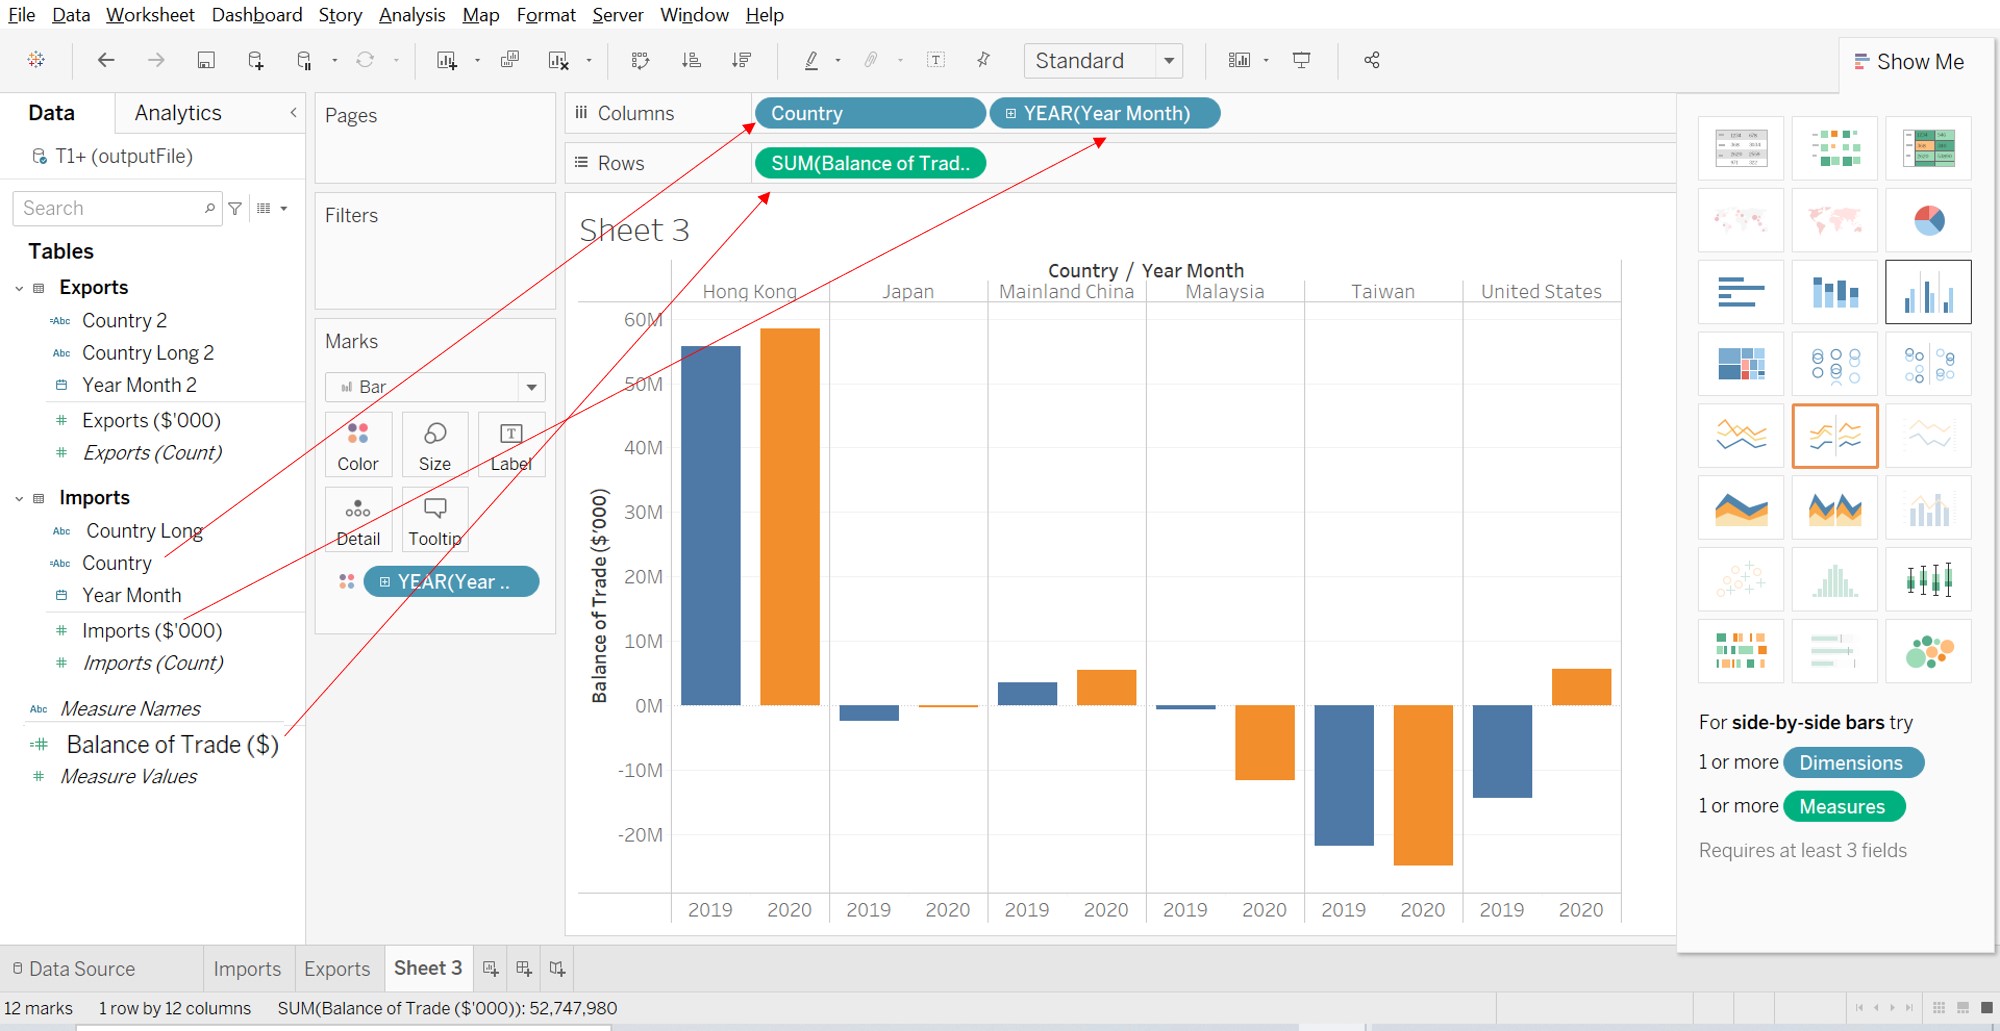 File Data Worksheet Dashboard Story Analysis Map Format Server Window Help
Standard
Show Me
Data Analytics
T1+ (outputFile)
Search
Tables
Exports
Abc Country 2
Abc Country Long 2
Year Month 2
Exports ($'000)
Exports (Count)
Imports
Abc Country Long
Abc Country
Year Month
Imports ($'000)
Imports (Count)
Abc Measure Names
Balance of Trade ($)
Measure Values
Pages
Filters
Marks
Bar
Color Size Label
Detail Tooltip
YEAR(Year ..
Columns Country YEAR(Year Month)
Rows SUM(Balance of Trad..
Sheet 3
Country / Year Month
Hong Kong Japan Mainland China Malaysia Taiwan United States
Balance of Trade ($'000)
60M
50M
40M
30M
20M
10M
0M
-10M
-20M
2019 2020 2019 2020 2019 2020 2019 2020 2019 2020 2019 2020
For side-by-side bars try
1 or more Dimensions
1 or more Measures
Requires at least 3 fields
Data Source Imports Exports Sheet 3
12 marks 1 row by 12 columns SUM(Balance of Trade ($'000)): 52,747,980